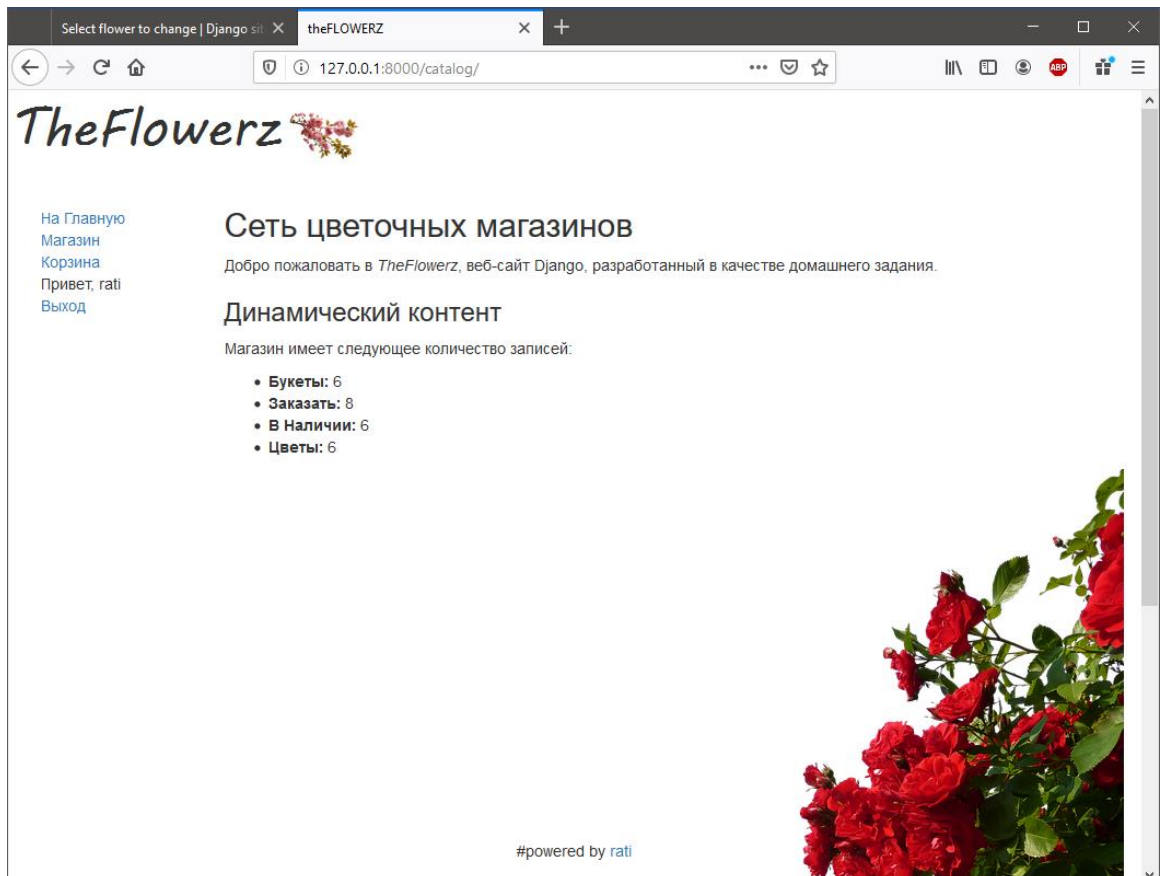 Select flower to change | Django sit
theFLOWERZ
127.0.0.1:8000/catalog/
ABP
TheFlowerz
На Главную
Магазин
Корзина
Привет, rati
Выход
Сеть цветочных магазинов
Добро пожаловать в TheFlowerz, веб-сайт Django, разработанный в качестве домашнего задания.
Динамический контент
Магазин имеет следующее количество записей:
• Букеты: 6
• Заказать: 8
• В Наличии: 6
• Цветы: 6
#powered by rati